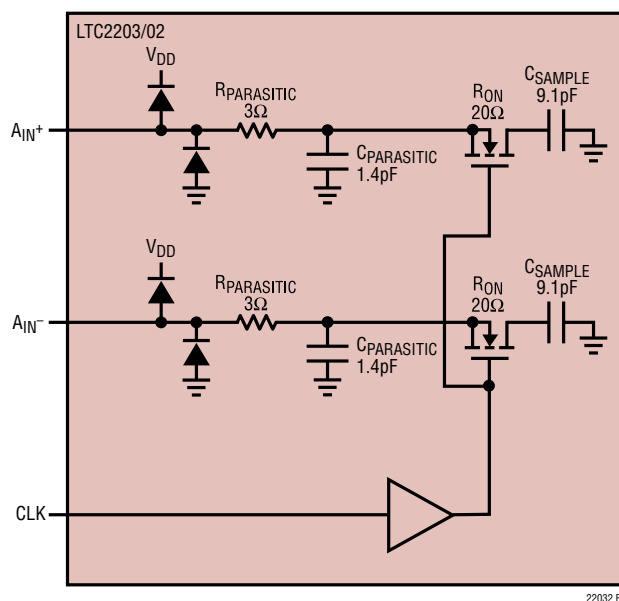 LTC2203/02
VDD
RPARASITIC
3Ω
RON
20Ω
CSAMPLE
9.1pF
AIN+
CPARASITIC
1.4pF
VDD
RPARASITIC
3Ω
RON
20Ω
CSAMPLE
9.1pF
AIN–
CPARASITIC
1.4pF
CLK
22032 F